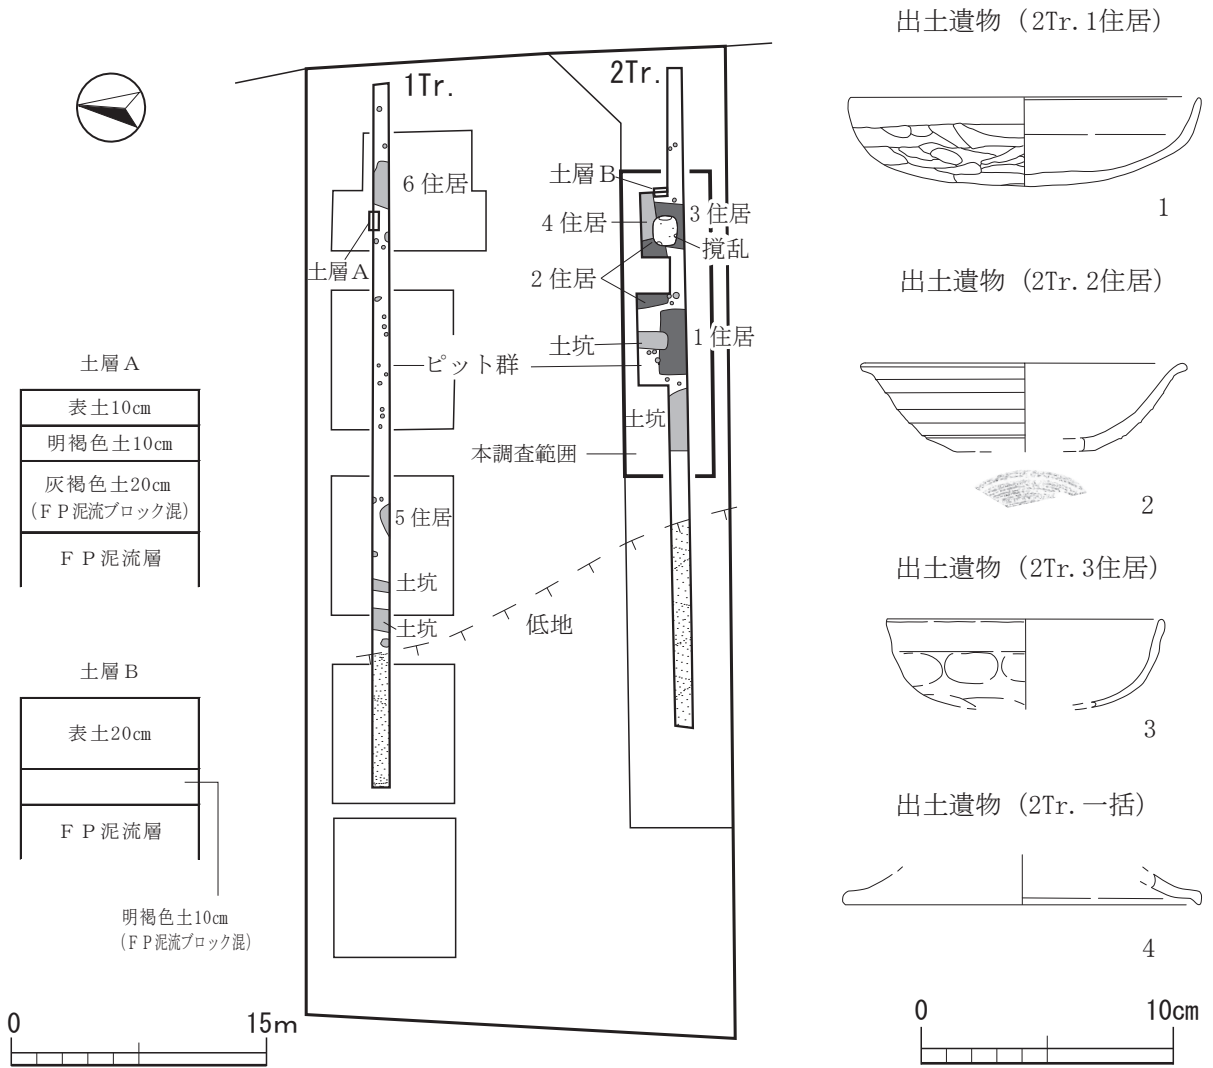 1Tr.
2Tr.
6住居
土層A
土層B
4住居
3住居
撹乱
2住居
1住居
土坑
ピット群
土坑
本調査範囲
5住居
土坑
土坑
低地
土層A
表土10cm
明褐色土10cm
灰褐色土20cm
(FP泥流ブロック混)
FP泥流層
土層B
表土20cm
FP泥流層
明褐色土10cm
(FP泥流ブロック混)
0 15m
出土遺物(2Tr.1住居)
1
出土遺物(2Tr.2住居)
2
出土遺物(2Tr.3住居)
3
出土遺物(2Tr.一括)
4
0 10cm